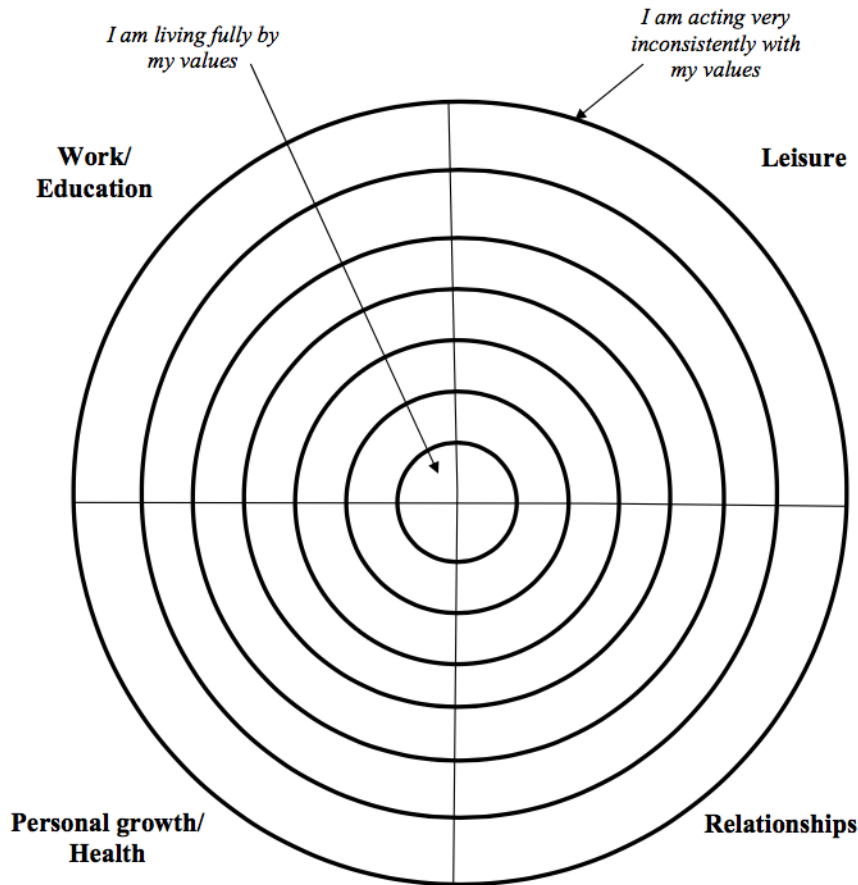 I am living fully by
my values
I am acting very
inconsistently with
my values
Work/
Education
Leisure
Personal growth/
Health
Relationships